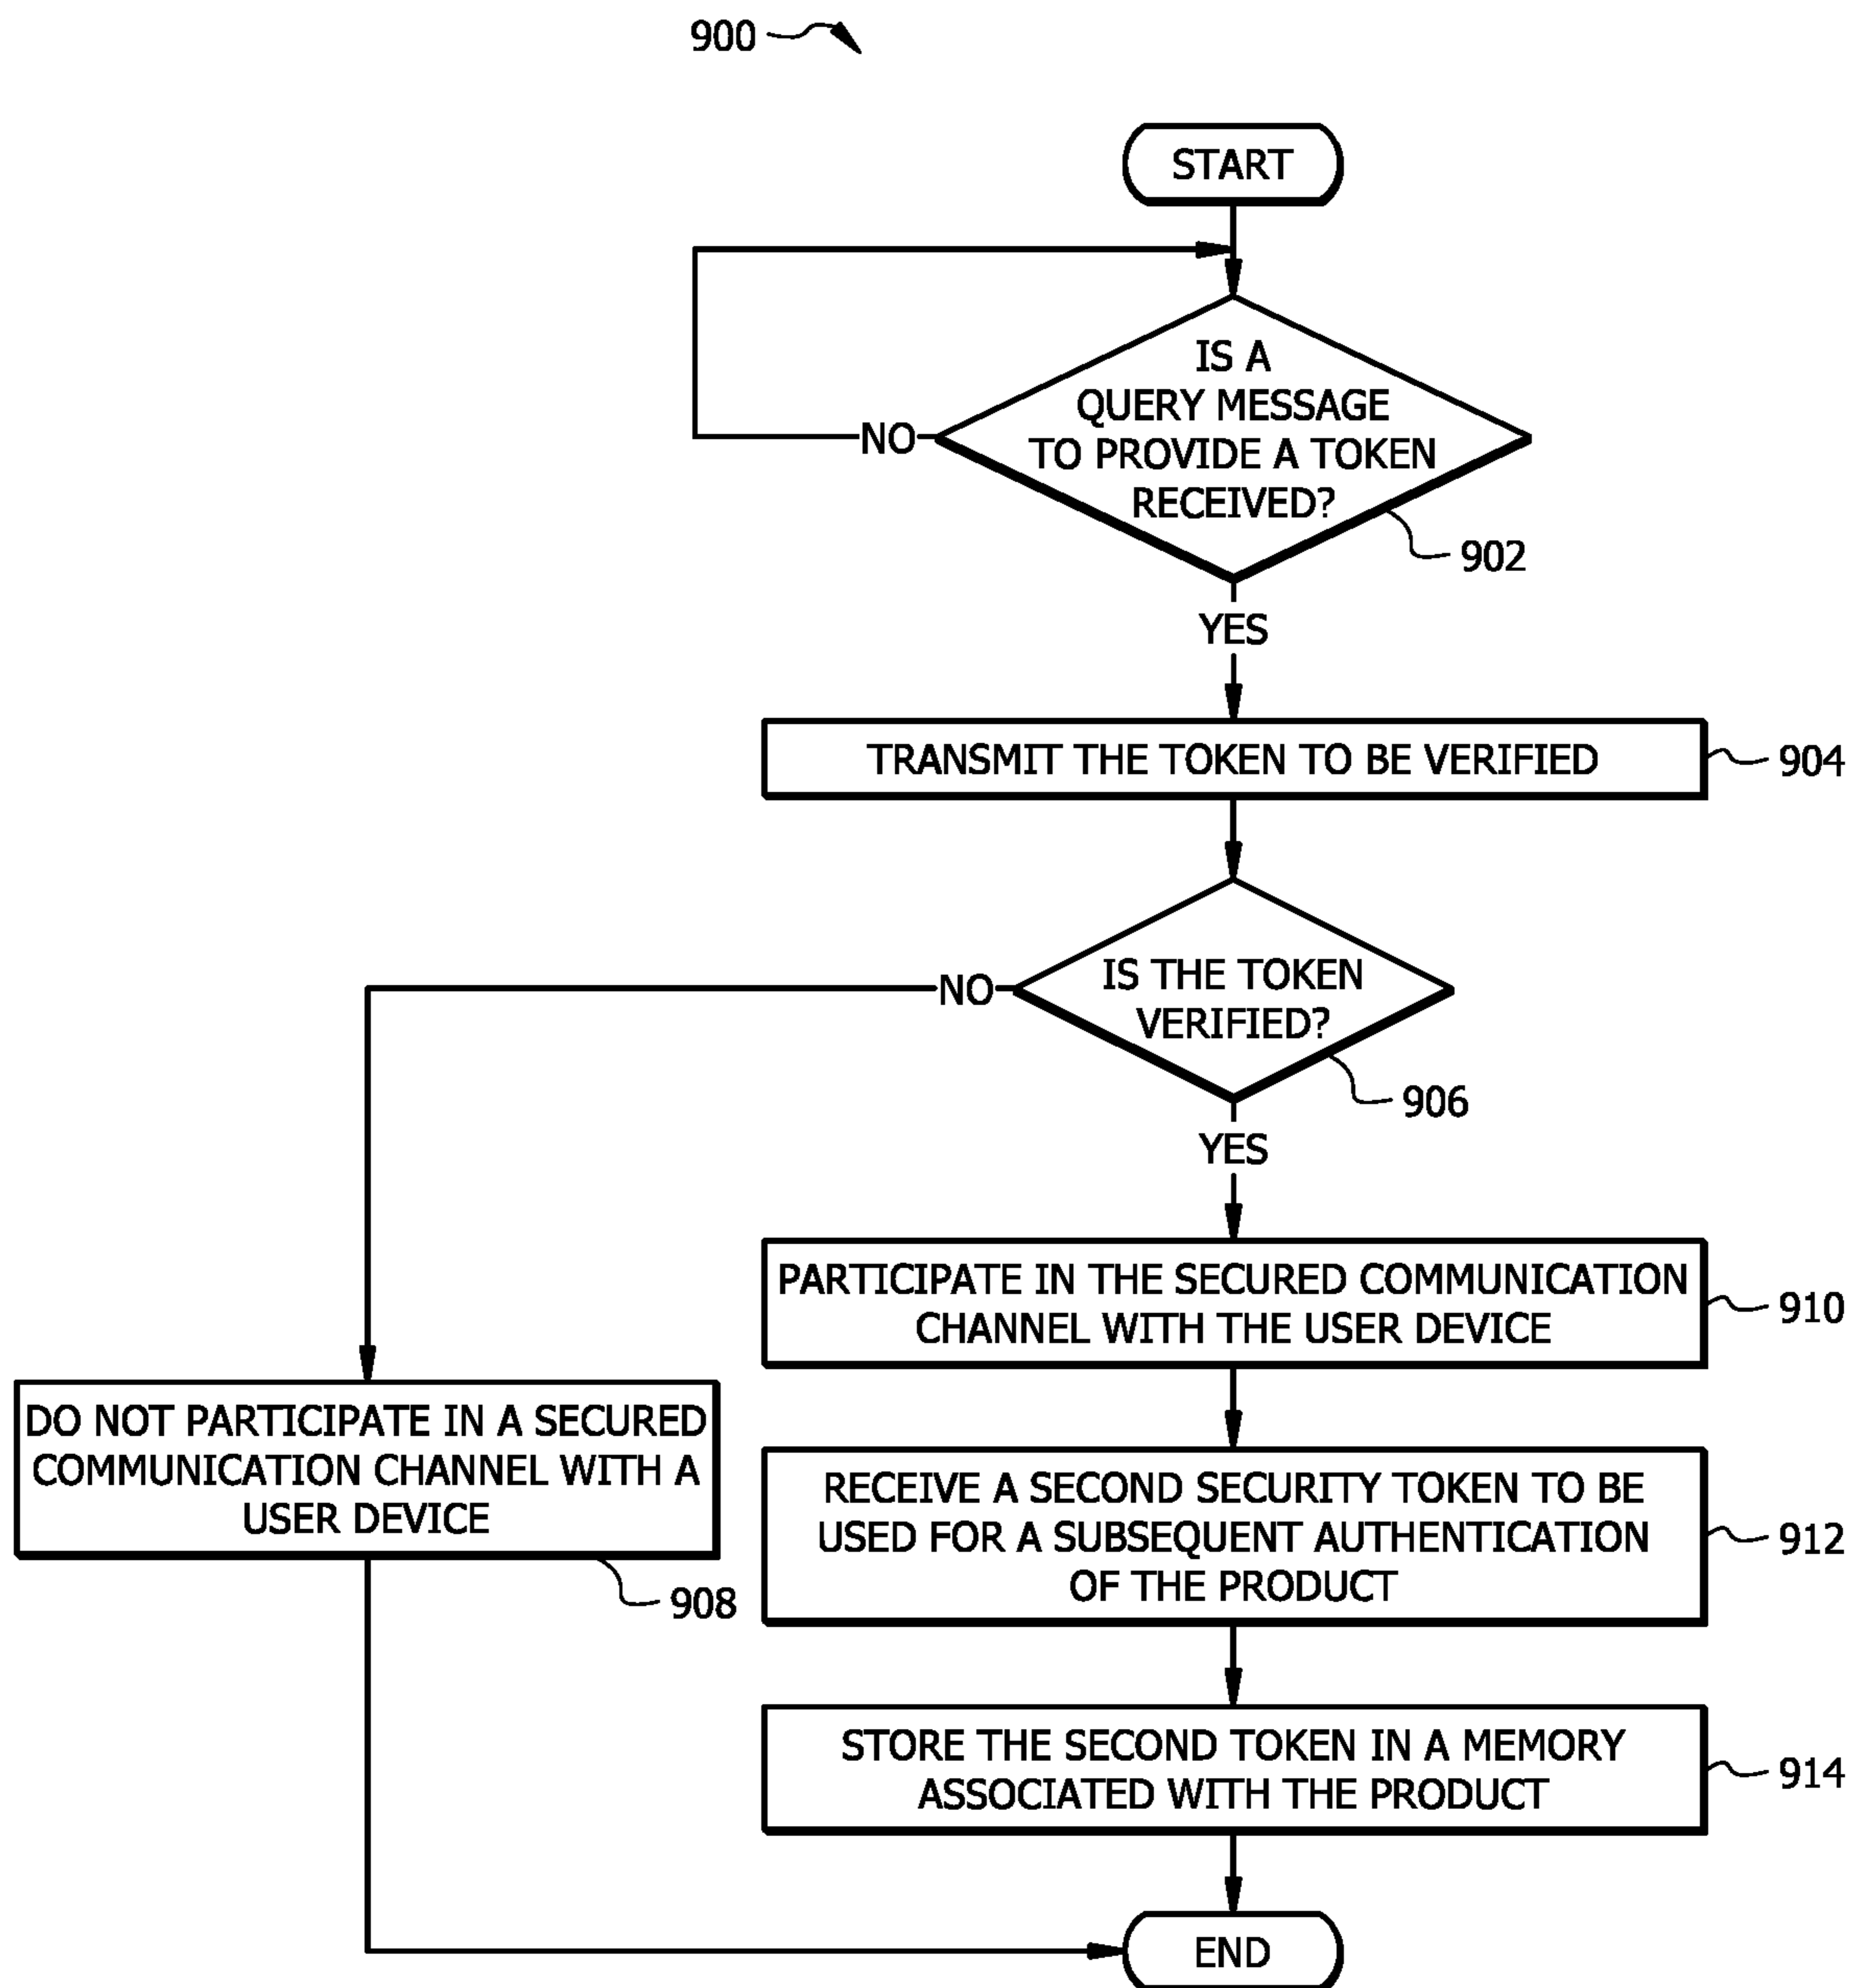 900
START
IS A
QUERY MESSAGE
TO PROVIDE A TOKEN
RECEIVED?
NO
902
YES
TRANSMIT THE TOKEN TO BE VERIFIED
904
IS THE TOKEN
VERIFIED?
NO
906
YES
PARTICIPATE IN THE SECURED COMMUNICATION
CHANNEL WITH THE USER DEVICE
910
DO NOT PARTICIPATE IN A SECURED
COMMUNICATION CHANNEL WITH A
USER DEVICE
908
RECEIVE A SECOND SECURITY TOKEN TO BE
USED FOR A SUBSEQUENT AUTHENTICATION
OF THE PRODUCT
912
STORE THE SECOND TOKEN IN A MEMORY
ASSOCIATED WITH THE PRODUCT
914
END